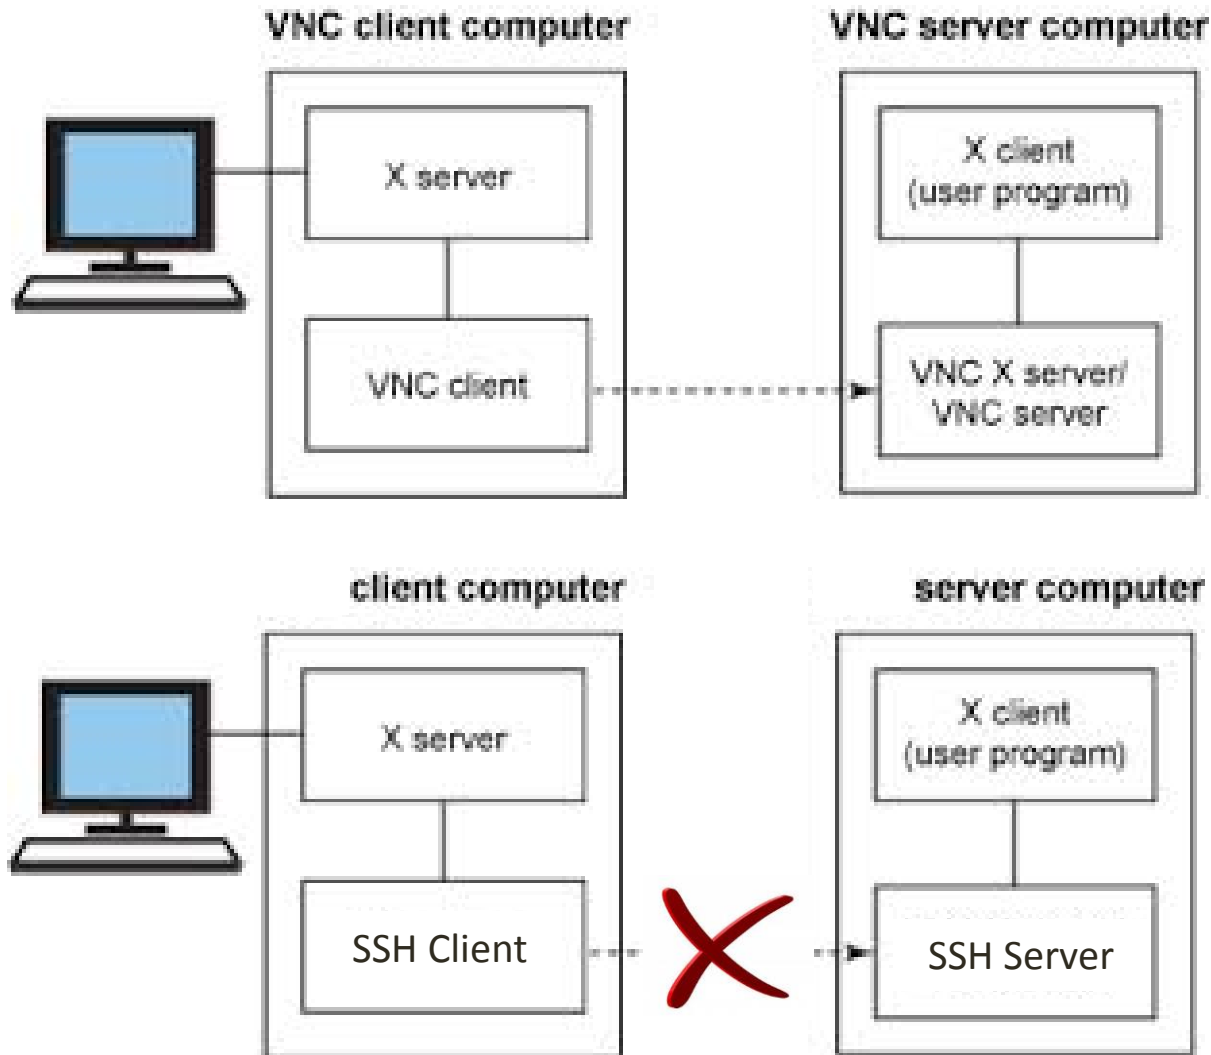 VNC client computer
VNC server computer
X server
X client
(user program)
VNC client
VNC X server/
VNC server
client computer
server computer
X server
X client
(user program)
SSH Client
SSH Server